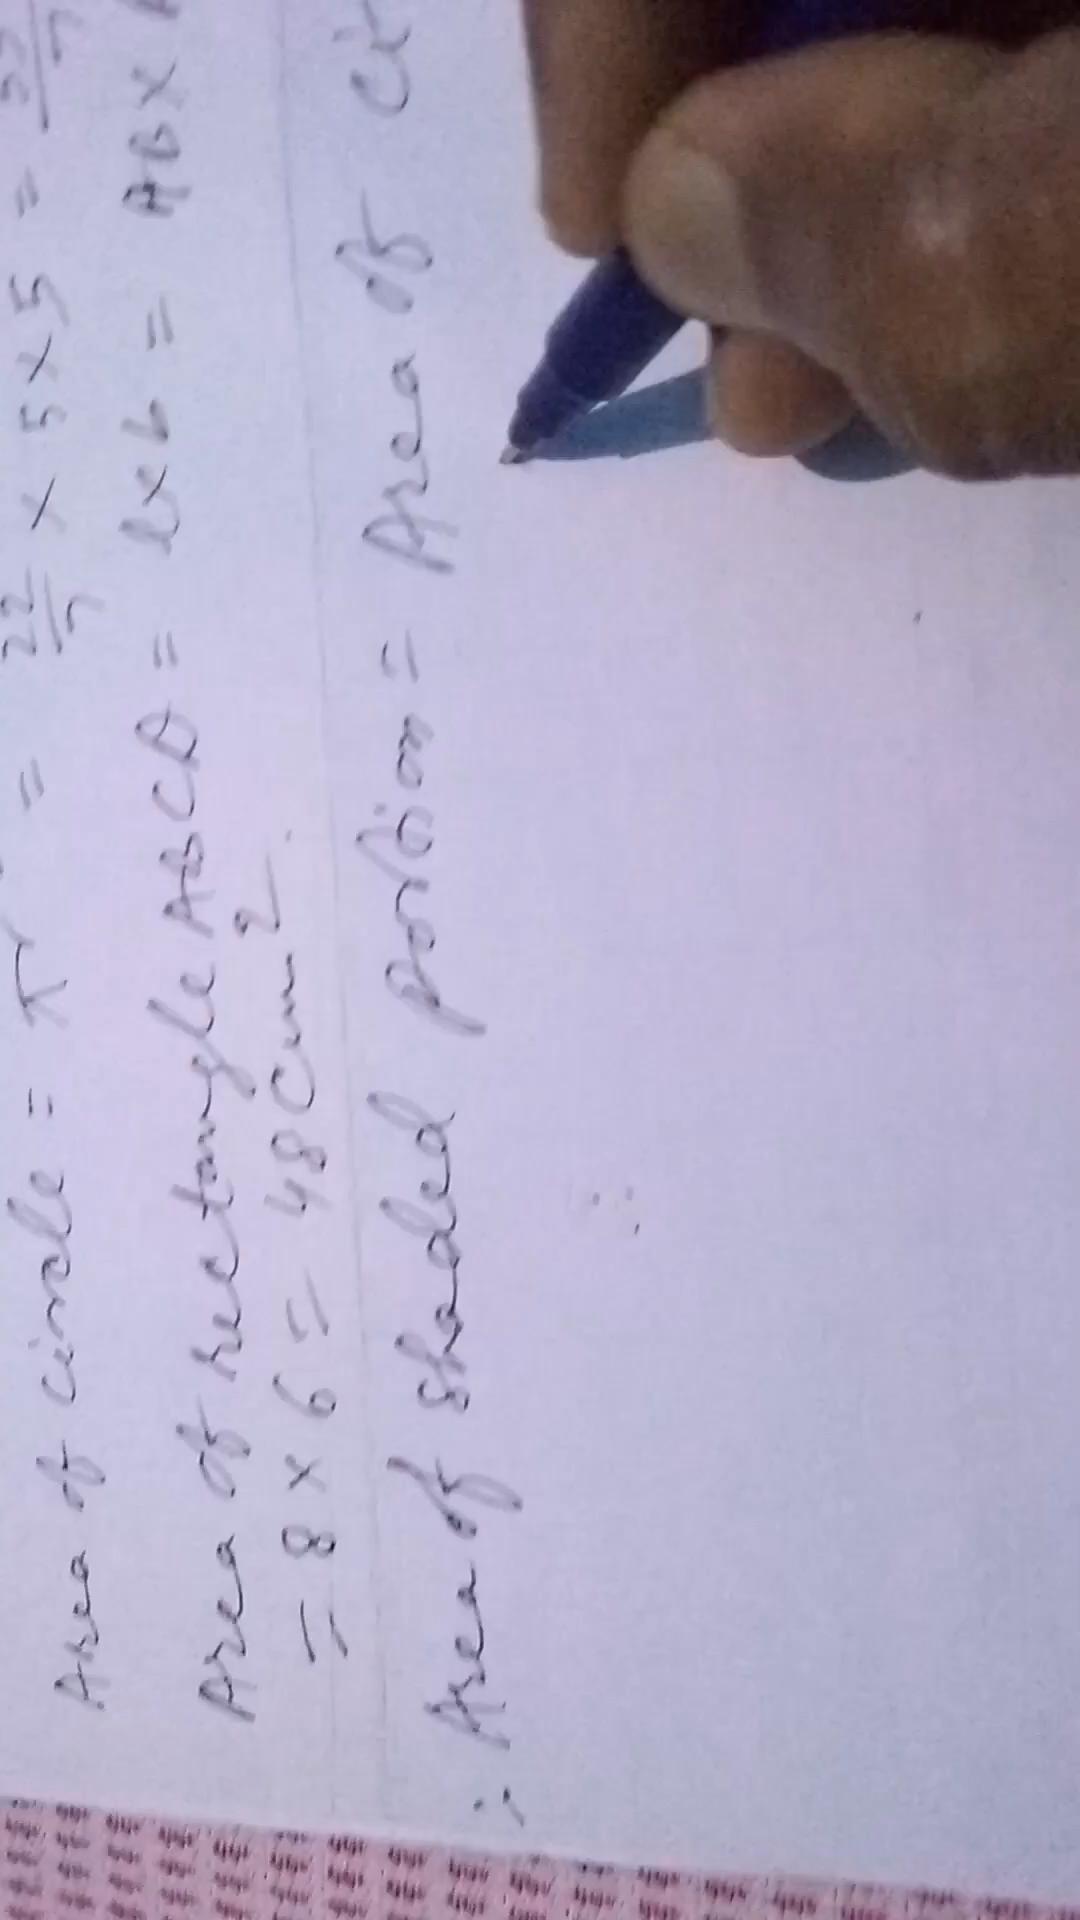 Area of circle = π = 22/7 × 5 × 5 =
Area of rectangle ABCD = l×b = AB×
= 8 × 6 = 48 Cm²
∴ Area of shaded portion = Area of Cir